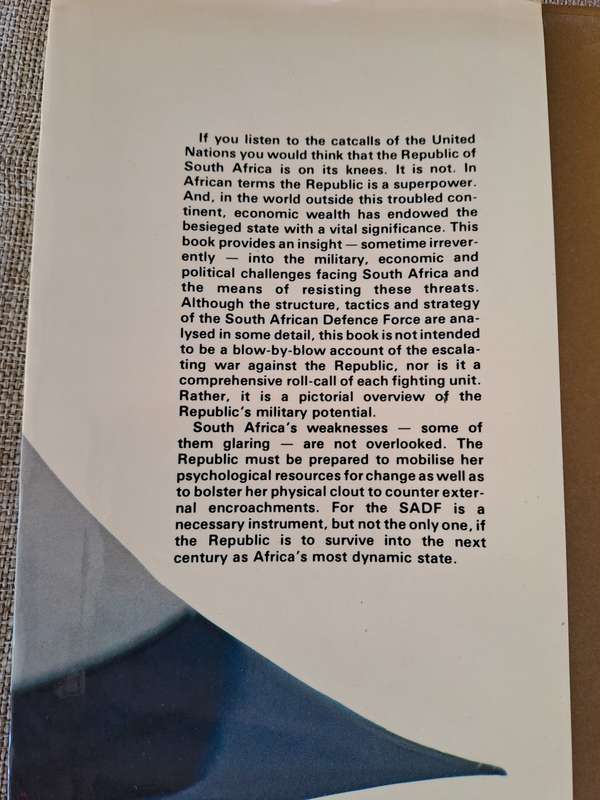 If you listen to the catcalls of the United
Nations you would think that the Republic of
South Africa is on its knees. It is not. In
African terms the Republic is a superpower.
And, in the world outside this troubled con-
tinent, economic wealth has endowed the
besieged state with a vital significance. This
book provides an insight — sometime irrever-
ently — into the military, economic and
political challenges facing South Africa and
the means of resisting these threats.
Although the structure, tactics and strategy
of the South African Defence Force are ana-
lysed in some detail, this book is not intended
to be a blow-by-blow account of the escala-
ting war against the Republic, nor is it a
comprehensive roll-call of each fighting unit.
Rather, it is a pictorial overview of the
Republic's military potential.
South Africa's weaknesses — some of
them glaring — are not overlooked. The
Republic must be prepared to mobilise her
psychological resources for change as well as
to bolster her physical clout to counter exter-
nal encroachments. For the SADF is a
necessary instrument, but not the only one, if
the Republic is to survive into the next
century as Africa's most dynamic state.